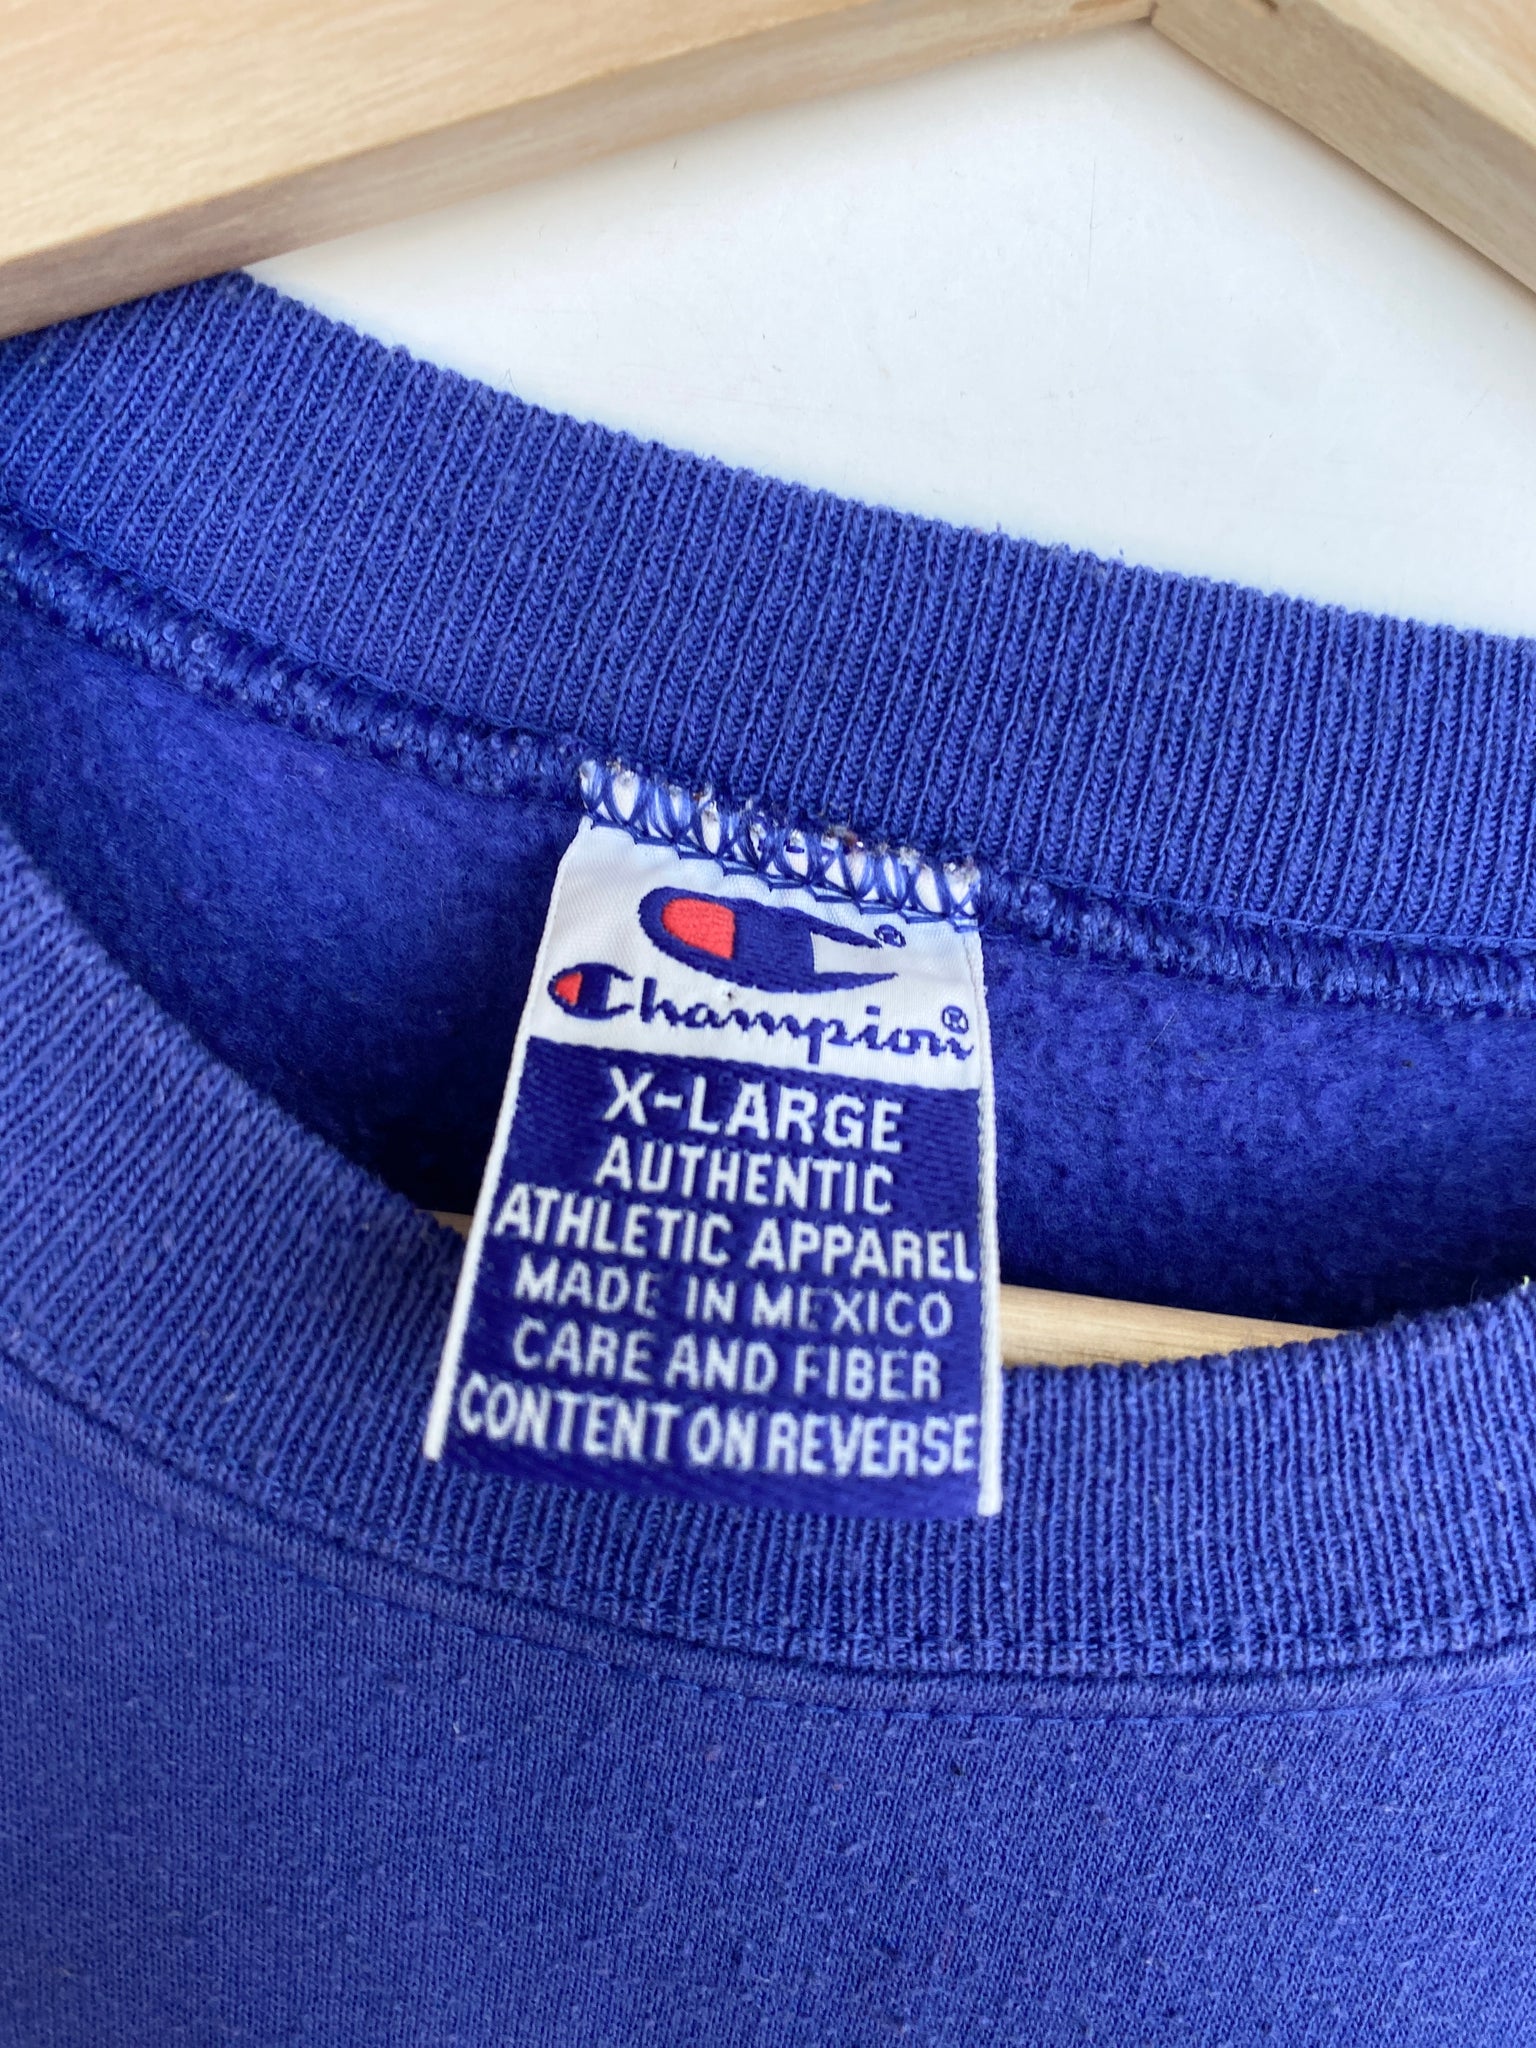 ®
Champion®
X-LARGE
AUTHENTIC
ATHLETIC APPAREL
MADE IN MEXICO
CARE AND FIBER
CONTENT ON REVERSE